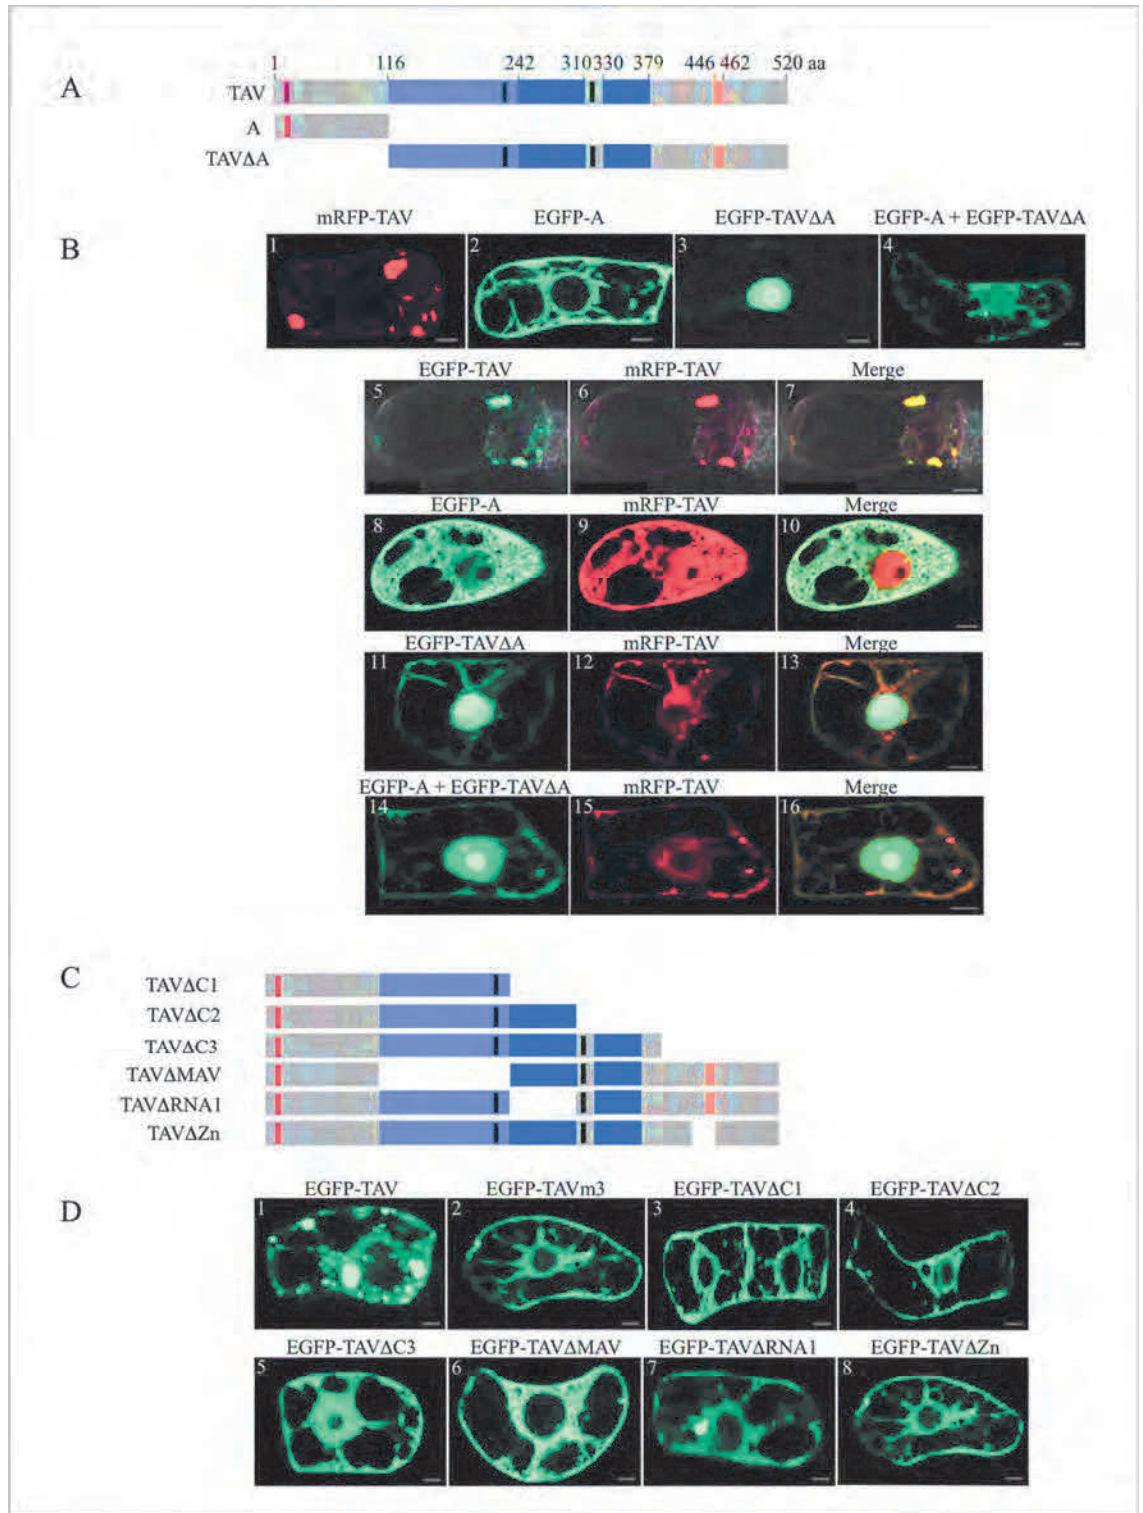 1 116 242 310 330 379 446 462 520 aa
A
TAV
A
TAVΔA
B
mRFP-TAV EGFP-A EGFP-TAVΔA EGFP-A + EGFP-TAVΔA
1 2 3 4
EGFP-TAV mRFP-TAV Merge
5 6 7
EGFP-A mRFP-TAV Merge
8 9 10
EGFP-TAVΔA mRFP-TAV Merge
11 12 13
EGFP-A + EGFP-TAVΔA mRFP-TAV Merge
14 15 16
C
TAVΔC1
TAVΔC2
TAVΔC3
TAVΔMAV
TAVΔRNA1
TAVΔZn
D
EGFP-TAV EGFP-TAVm3 EGFP-TAVΔC1 EGFP-TAVΔC2
1 2 3 4
EGFP-TAVΔC3 EGFP-TAVΔMAV EGFP-TAVΔRNA1 EGFP-TAVΔZn
5 6 7 8